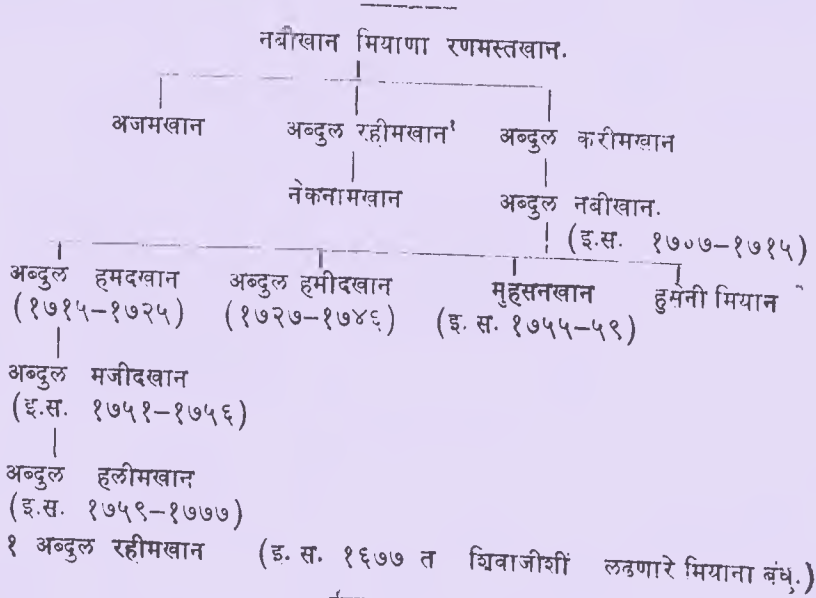 नबीखान मियाणा रणमस्तखान.
अजमखान अब्दुल रहीमखान¹ अब्दुल करीमखान
नेकनामखान अब्दुल नबीखान.
(इ.स. १७०७-१७१५)
अब्दुल हमदखान अब्दुल हमीदखान मुहसनखान हुसेनी मियान
(१७१५-१७२५) (१७२७-१७४६) (इ. स. १७५५-५९)
अब्दुल मजीदखान
(इ.स. १७५१-१७५६)
अब्दुल हलीमखान
(इ.स. १७५९-१७७७)
१ अब्दुल रहीमखान (इ. स. १६७७ त शिवाजीशीं लढणारे मियाना बंधु.)